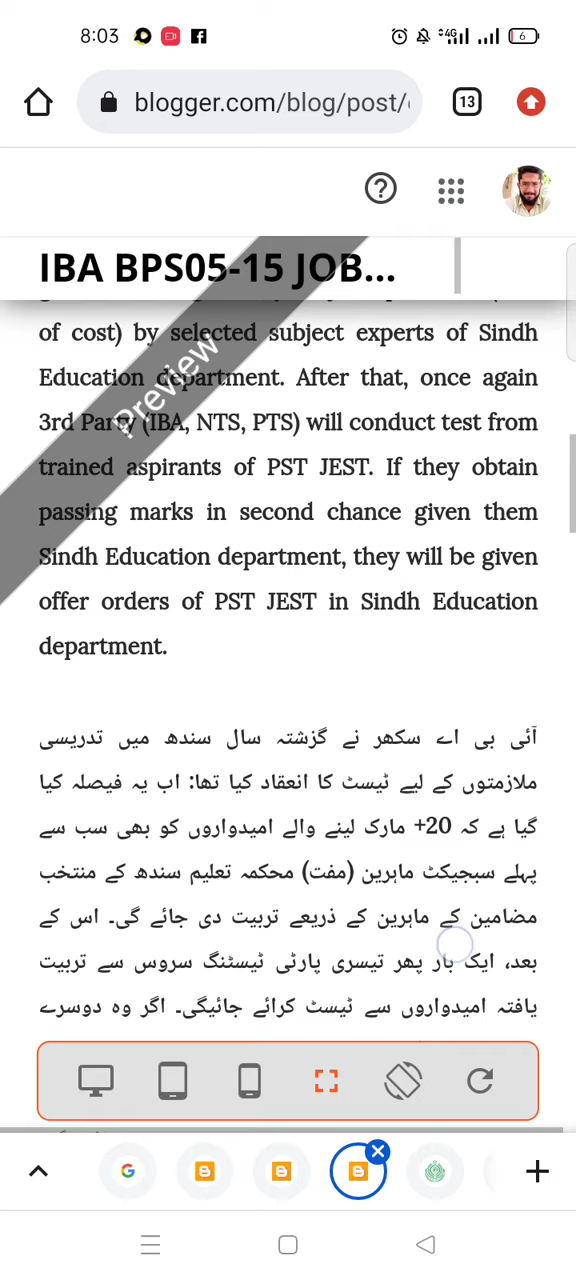 8:03
4G
6
blogger.com/blog/post/
13
IBA BPS05-15 JOB...
of cost) by selected subject experts of Sindh
Education department. After that, once again
3rd Party (IBA, NTS, PTS) will conduct test from
trained aspirants of PST JEST. If they obtain
passing marks in second chance given them
Sindh Education department, they will be given
offer orders of PST JEST in Sindh Education
department.
Preview
آئی بی اے سکھر نے گزشتہ سال سندھ میں تدریسی
ملازمتوں کے لیے ٹیسٹ کا انعقاد کیا تھا: اب یہ فیصلہ کیا
گیا ہے کہ 20+ مارک لینے والے امیدواروں کو بھی سب سے
پہلے سبجیکٹ ماہرین (مفت) محکمہ تعلیم سندھ کے منتخب
مضامین کے ماہرین کے ذریعے تربیت دی جائے گی۔ اس کے
بعد، ایک بار پھر تیسری پارٹی ٹیسٹنگ سروس سے تربیت
یافتہ امیدواروں سے ٹیسٹ کرائے جائیگی۔ اگر وہ دوسرے